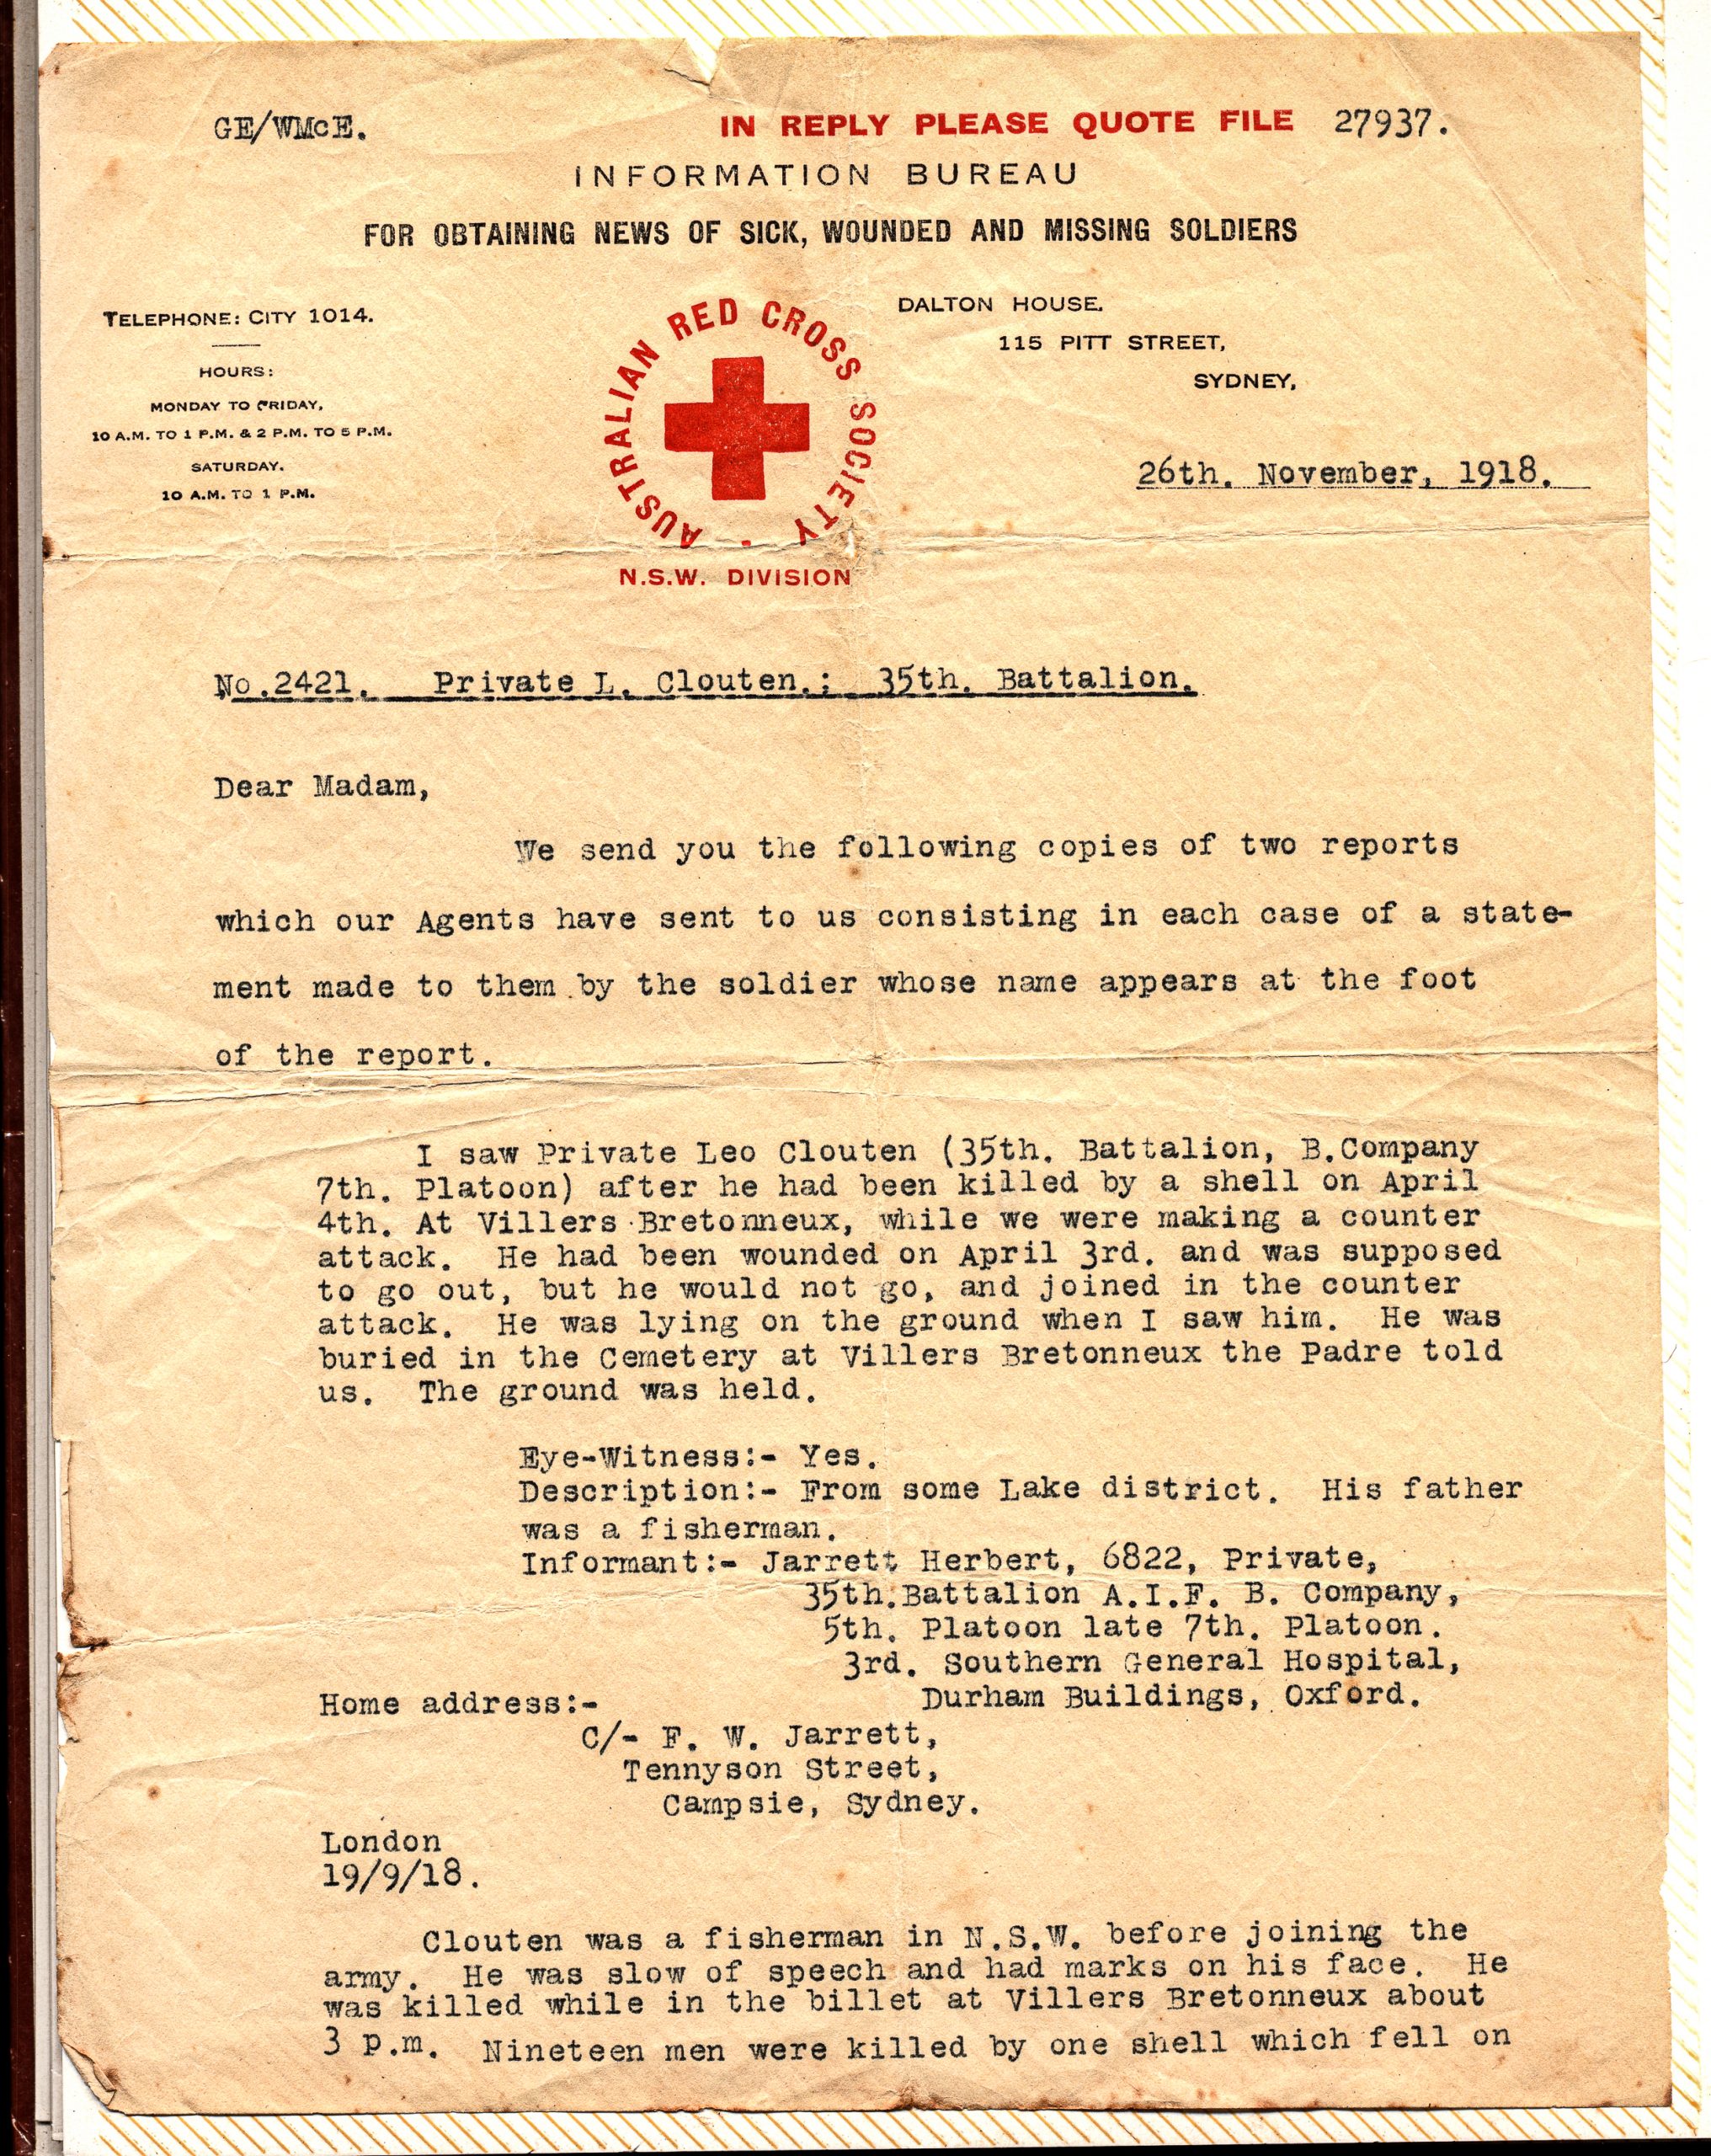 GE/WMcE.
IN REPLY PLEASE QUOTE FILE 27937.
INFORMATION BUREAU
FOR OBTAINING NEWS OF SICK, WOUNDED AND MISSING SOLDIERS
TELEPHONE: CITY 1014.
HOURS:
MONDAY TO FRIDAY,
10 A.M. TO 1 P.M. & 2 P.M. TO 5 P.M.
SATURDAY.
10 A.M. TO 1 P.M.
AUSTRALIAN RED CROSS SOCIETY
N.S.W. DIVISION
DALTON HOUSE.
115 PITT STREET,
SYDNEY,
26th. November, 1918.
No.2421. Private L. Clouten.: 35th. Battalion.
Dear Madam,
We send you the following copies of two reports
which our Agents have sent to us consisting in each case of a state-
ment made to them by the soldier whose name appears at the foot
of the report.
I saw Private Leo Clouten (35th. Battalion, B.Company
7th. Platoon) after he had been killed by a shell on April
4th. At Villers Bretonneux, while we were making a counter
attack. He had been wounded on April 3rd. and was supposed
to go out, but he would not go, and joined in the counter
attack. He was lying on the ground when I saw him. He was
buried in the Cemetery at Villers Bretonneux the Padre told
us. The ground was held.
Eye-Witness:- Yes.
Description:- From some Lake district. His father
was a fisherman.
Informant:- Jarrett Herbert, 6822, Private,
35th.Battalion A.I.F. B. Company,
5th. Platoon late 7th. Platoon.
3rd. Southern General Hospital,
Durham Buildings, Oxford.
Home address:-
C/- F. W. Jarrett,
Tennyson Street,
Campsie, Sydney.
London
19/9/18.
Clouten was a fisherman in N.S.W. before joining the
army. He was slow of speech and had marks on his face. He
was killed while in the billet at Villers Bretonneux about
3 p.m. Nineteen men were killed by one shell which fell on